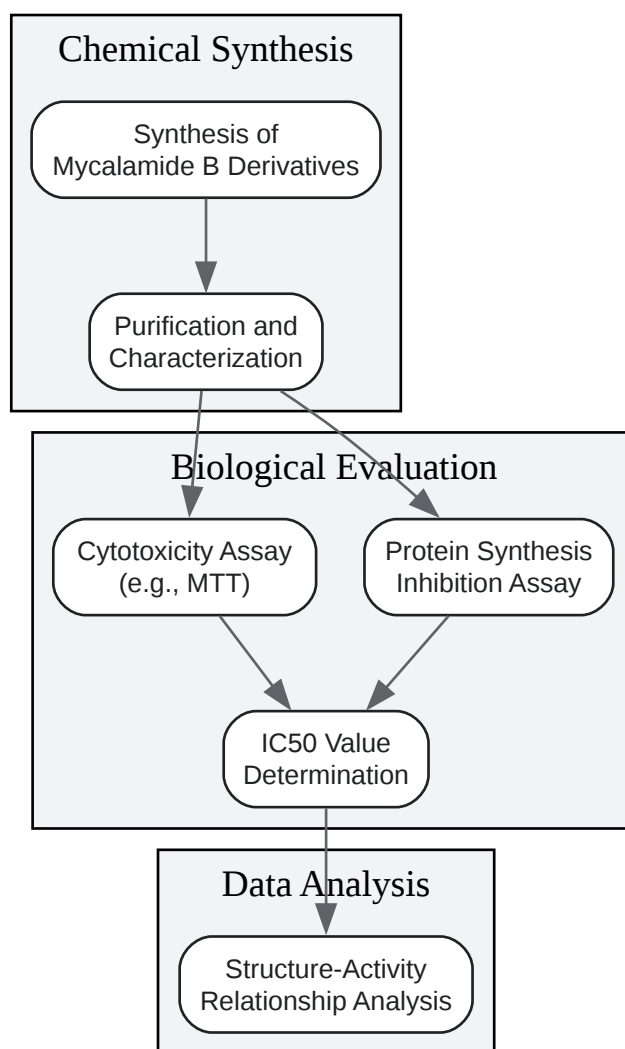 Chemical Synthesis
Synthesis of
Mycalamide B Derivatives
Purification and
Characterization
Biological Evaluation
Cytotoxicity Assay
(e.g., MTT)
Protein Synthesis
Inhibition Assay
IC50 Value
Determination
Data Analysis
Structure-Activity
Relationship Analysis